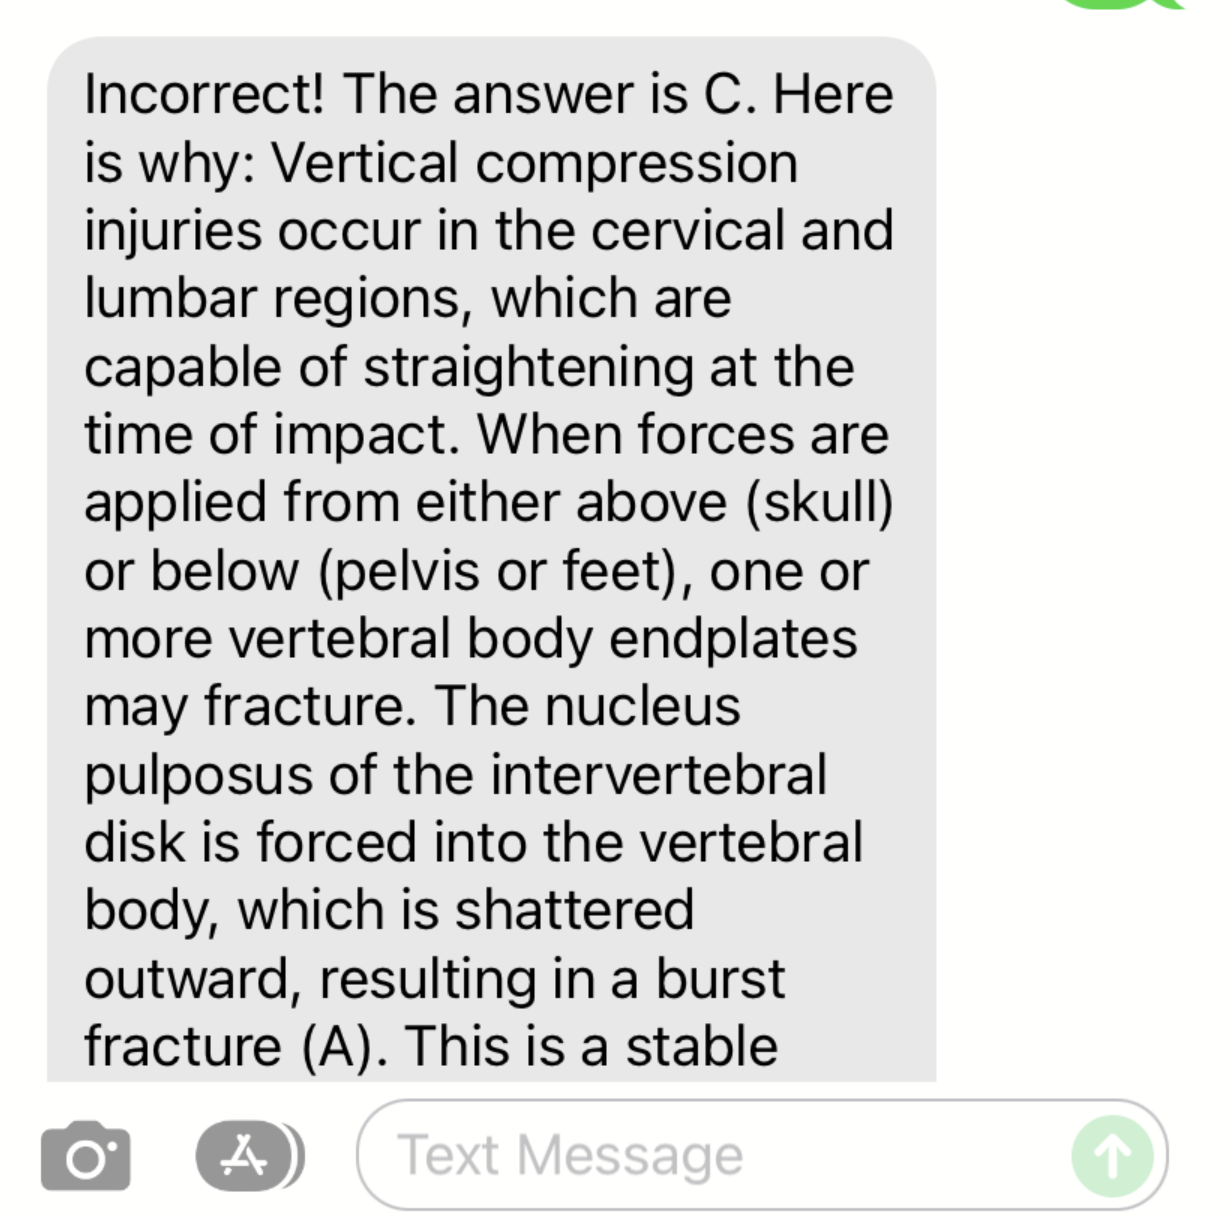 Incorrect! The answer is C. Here
is why: Vertical compression
injuries occur in the cervical and
lumbar regions, which are
capable of straightening at the
time of impact. When forces are
applied from either above (skull)
or below (pelvis or feet), one or
more vertebral body endplates
may fracture. The nucleus
pulposus of the intervertebral
disk is forced into the vertebral
body, which is shattered
outward, resulting in a burst
fracture (A). This is a stable
Text Message